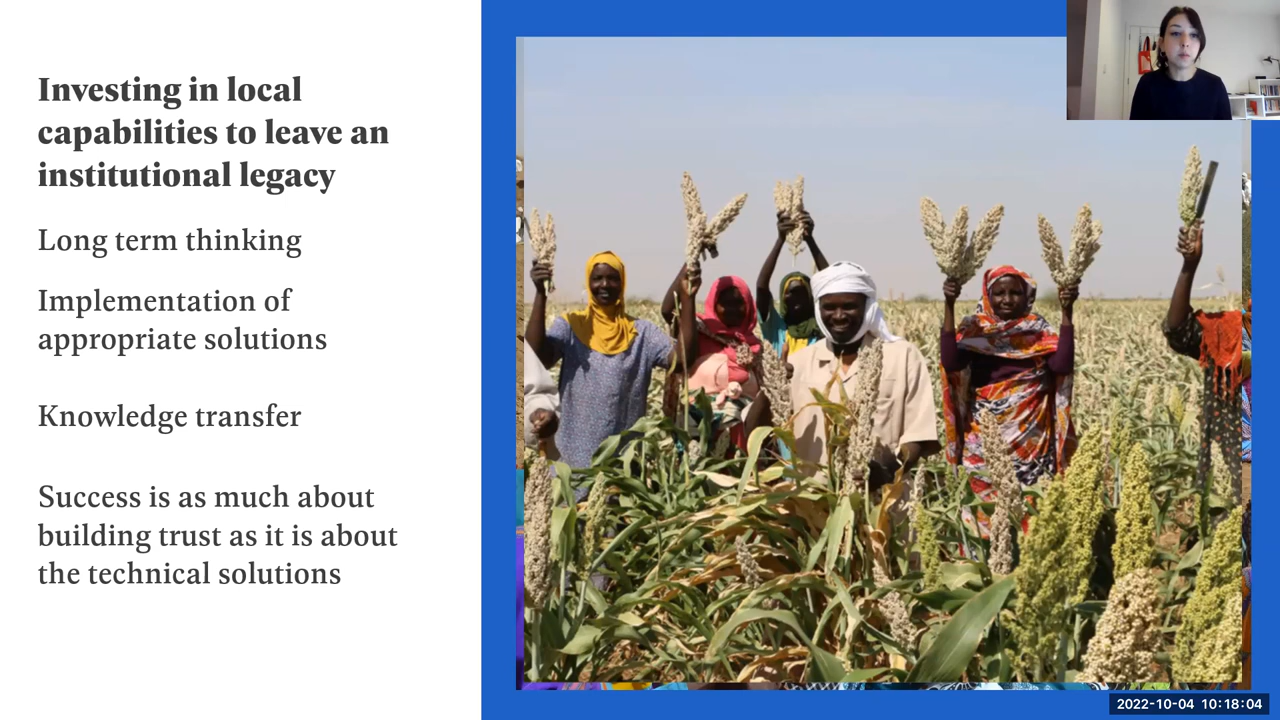 Investing in local
capabilities to leave an
institutional legacy
Long term thinking
Implementation of
appropriate solutions
Knowledge transfer
Success is as much about
building trust as it is about
the technical solutions
2022-10-04 10:18:04